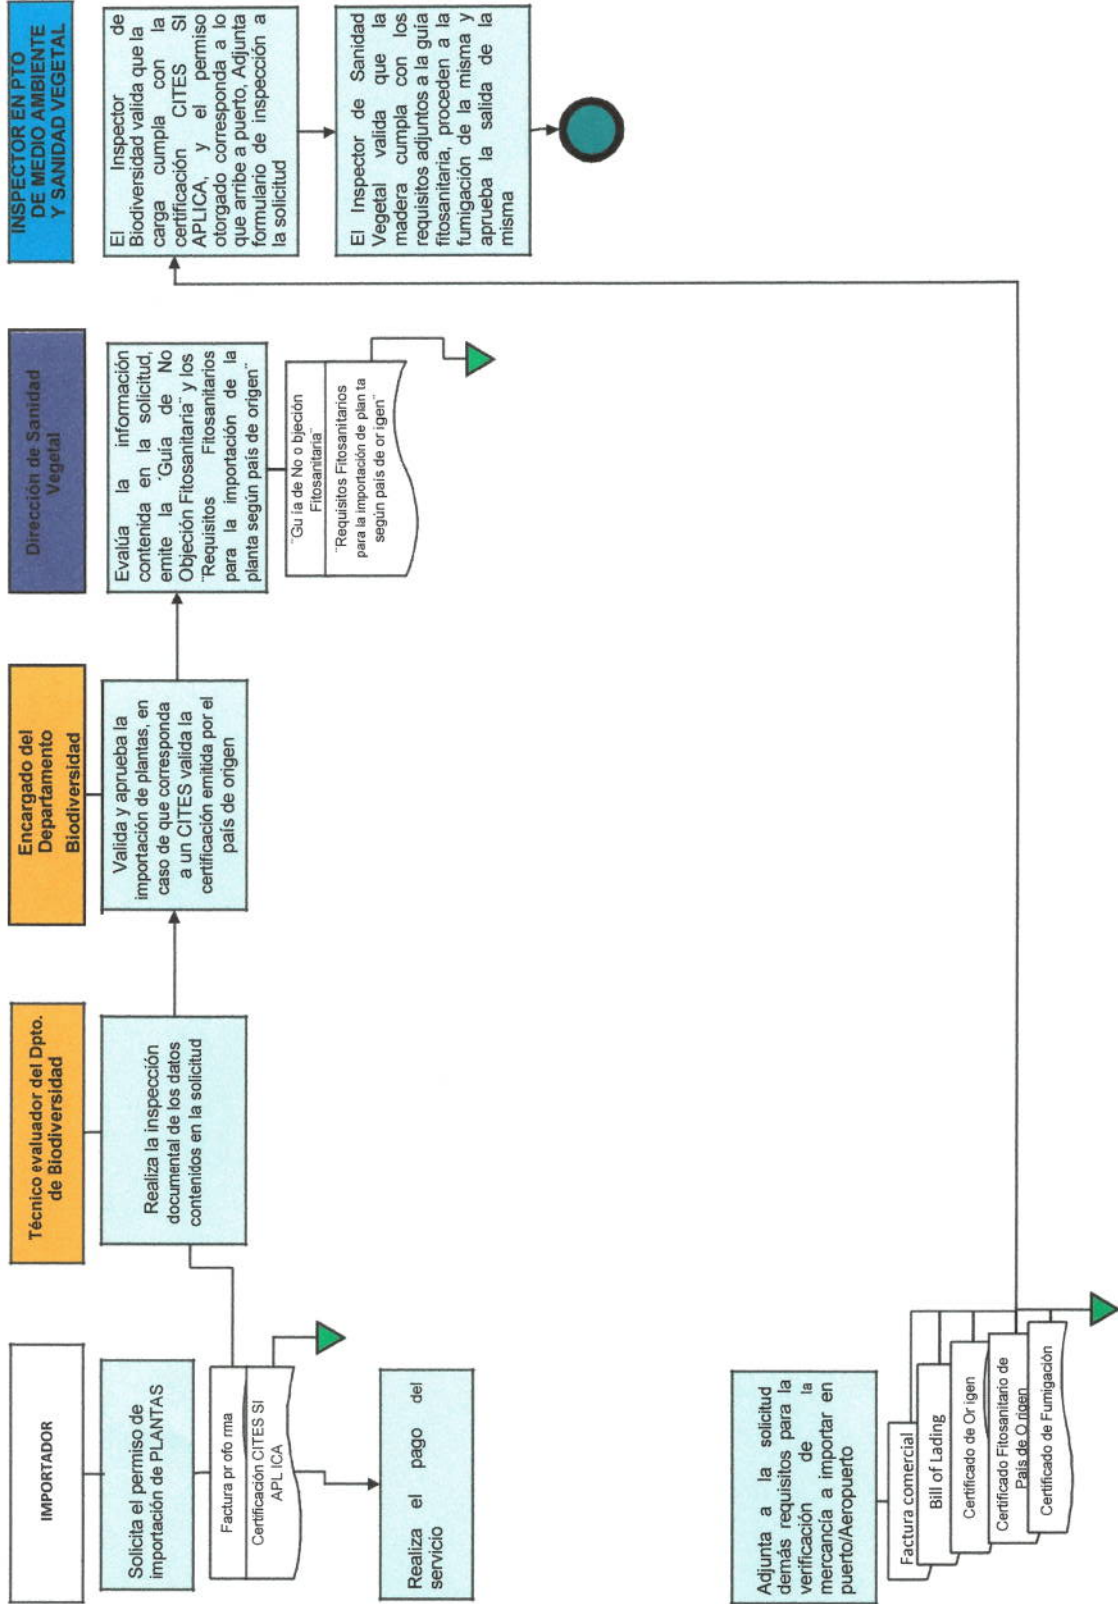 IMPORTADOR
Solicita el permiso de
importación de PLANTAS
Factura pr ofo rma
Certificación CITES SI
APL ICA
Realiza el pago del
servicio
Adjunta a la solicitud
demás requisitos para la
verificación de la
mercancía a importar en
puerto/Aeropuerto
Factura comercial
Bill of Lading
Certificado de Or igen
Certificado Fitosanitario de
País de O rigen
Certificado de Fumigación
Técnico evaluador del Dpto.
de Biodiversidad
Realiza la inspección
documental de los datos
contenidos en la solicitud
Encargado del
Departamento
Biodiversidad
Valida y aprueba la
importación de plantas, en
caso de que corresponda
a un CITES valida la
certificación emitida por el
país de origen
Dirección de Sanidad
Vegetal
Evalúa la información
contenida en la solicitud,
emite la ¨Guía de No
Objeción Fitosanitaria¨ y los
¨Requisitos Fitosanitarios
para la importación de la
planta según país de origen¨
¨Gu ía de No o bjeción
Fitosanitaria¨
¨Requisitos Fitosanitarios
para la importación de plan ta
según país de or igen¨
INSPECTOR EN PTO
DE MEDIO AMBIENTE
Y SANIDAD VEGETAL
El Inspector de
Biodiversidad valida que la
carga cumpla con la
certificación CITES SI
APLICA, y el permiso
otorgado corresponda a lo
que arribe a puerto, Adjunta
formulario de inspección a
la solicitud
El Inspector de Sanidad
Vegetal valida que la
madera cumpla con los
requisitos adjuntos a la guía
fitosanitaria, proceden a la
fumigación de la misma y
aprueba la salida de la
misma